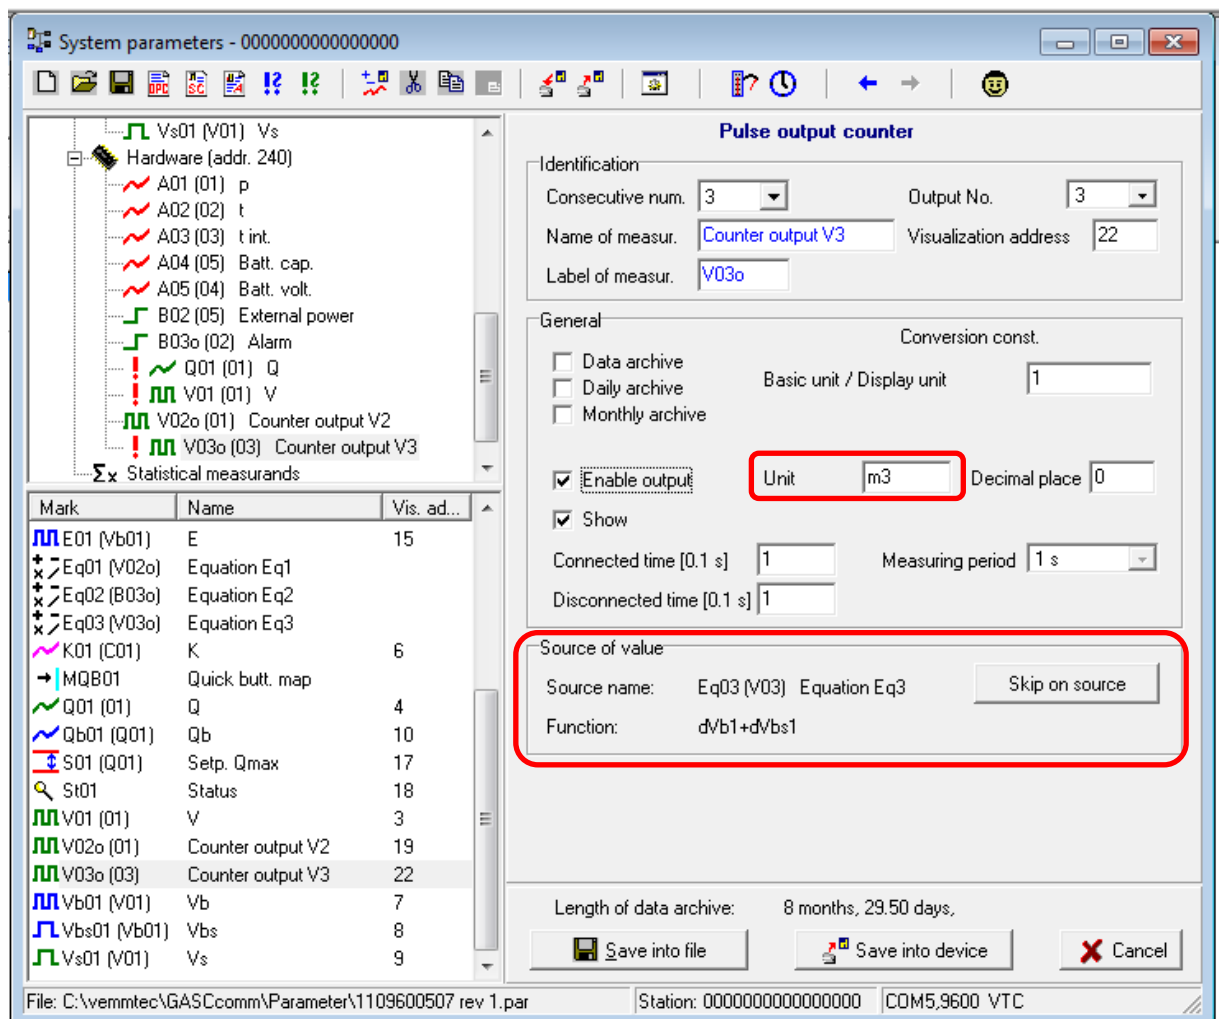 System parameters - 0000000000000000
Vs01 (V01) Vs
Hardware (addr. 240)
A01 (01) p
A02 (02) t
A03 (03) t int.
A04 (05) Batt. cap.
A05 (04) Batt. volt.
B02 (05) External power
B03o (02) Alarm
Q01 (01) Q
V01 (01) V
V02o (01) Counter output V2
V03o (03) Counter output V3
Statistical measurands
Mark Name Vis. ad...
E01 (Vb01) E 15
Eq01 (V02o) Equation Eq1
Eq02 (B03o) Equation Eq2
Eq03 (V03o) Equation Eq3
K01 (C01) K 6
MQB01 Quick butt. map
Q01 (01) Q 4
Qb01 (Q01) Qb 10
S01 (Q01) Setp. Qmax 17
St01 Status 18
V01 (01) V 3
V02o (01) Counter output V2 19
V03o (03) Counter output V3 22
Vb01 (V01) Vb 7
Vbs01 (Vb01) Vbs 8
Vs01 (V01) Vs 9
Pulse output counter
Identification
Consecutive num. 3 Output No. 3
Name of measur. Counter output V3 Visualization address 22
Label of measur. V03o
General
Conversion const.
Data archive
Basic unit / Display unit 1
Daily archive
Monthly archive
Enable output Unit m3 Decimal place 0
Show
Connected time [0.1 s] 1 Measuring period 1 s
Disconnected time [0.1 s] 1
Source of value
Source name: Eq03 (V03) Equation Eq3 Skip on source
Function: dVb1+dVbs1
Length of data archive: 8 months, 29.50 days,
Save into file Save into device Cancel
File: C:\vemmtec\GASCcomm\Parameter\1109600507 rev 1.par Station: 0000000000000000 COM5,9600 VTC